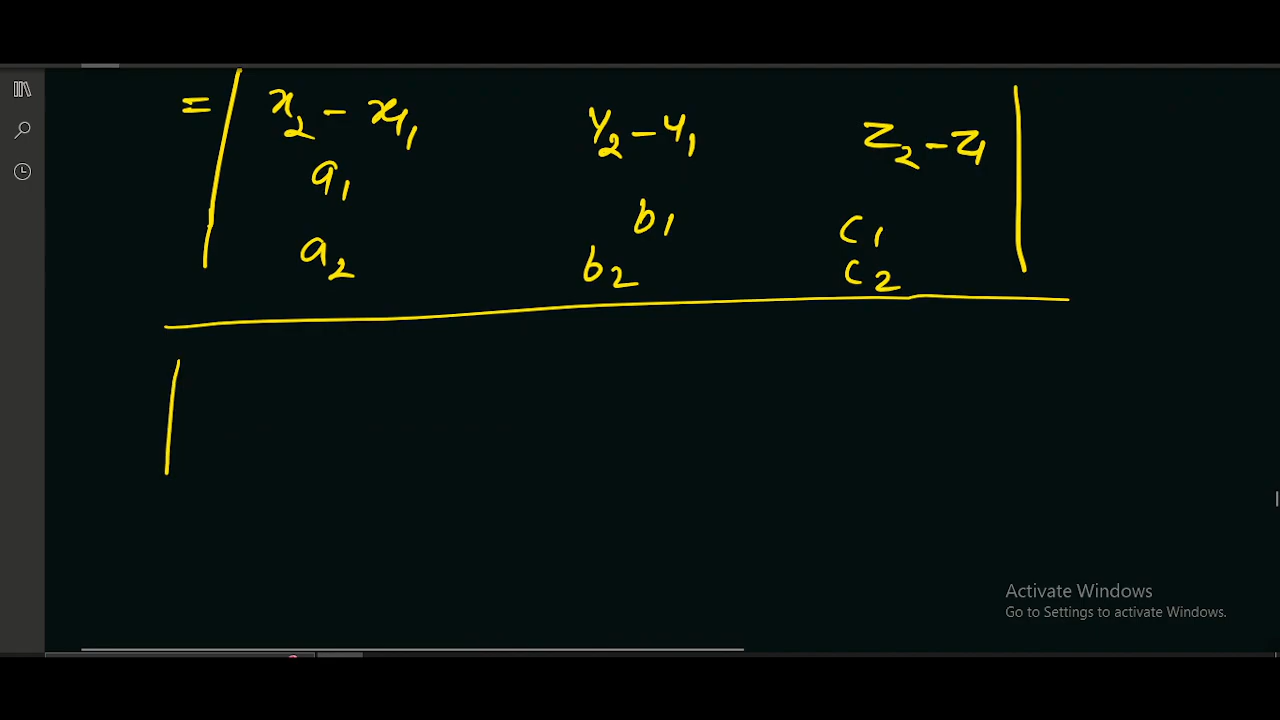 = | x₂ - x₁ y₂ - y₁ z₂ - z₁ |
a₁ b₁ c₁
a₂ b₂ c₂
|
Activate Windows
Go to Settings to activate Windows.